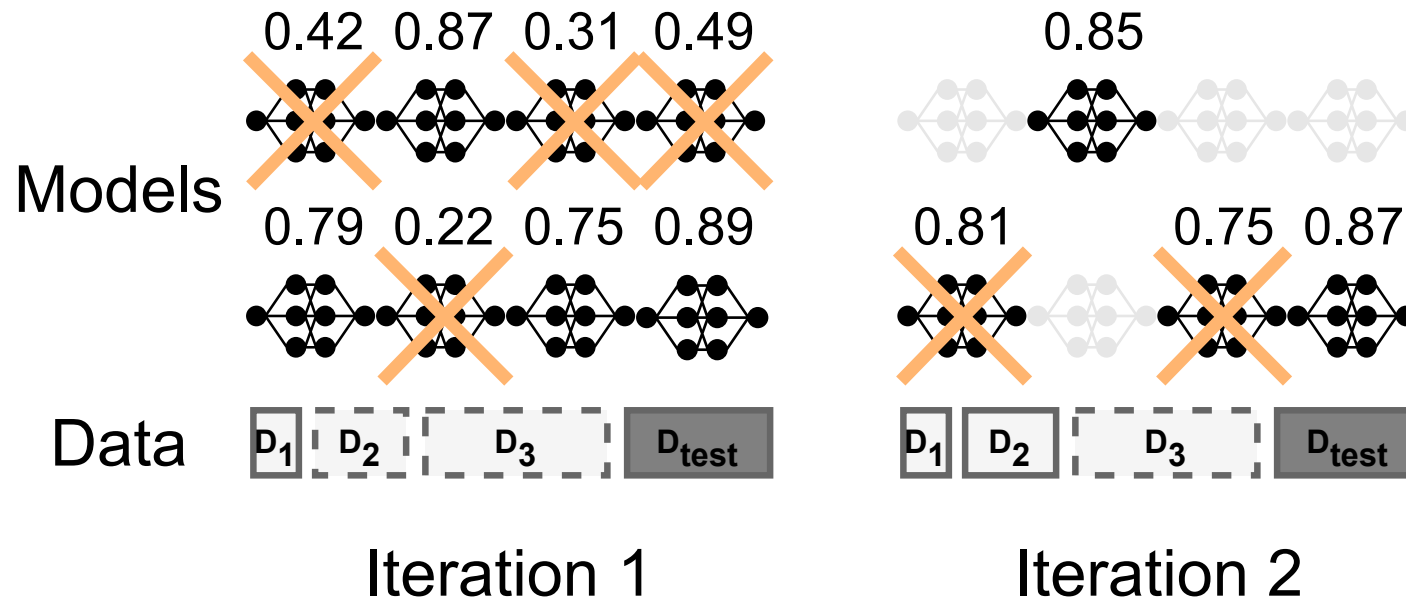 0.42 0.87 0.31 0.49 0.85
Models
0.79 0.22 0.75 0.89 0.81 0.75 0.87
Data D1 D2 D3 Dtest D1 D2 D3 Dtest
Iteration 1 Iteration 2